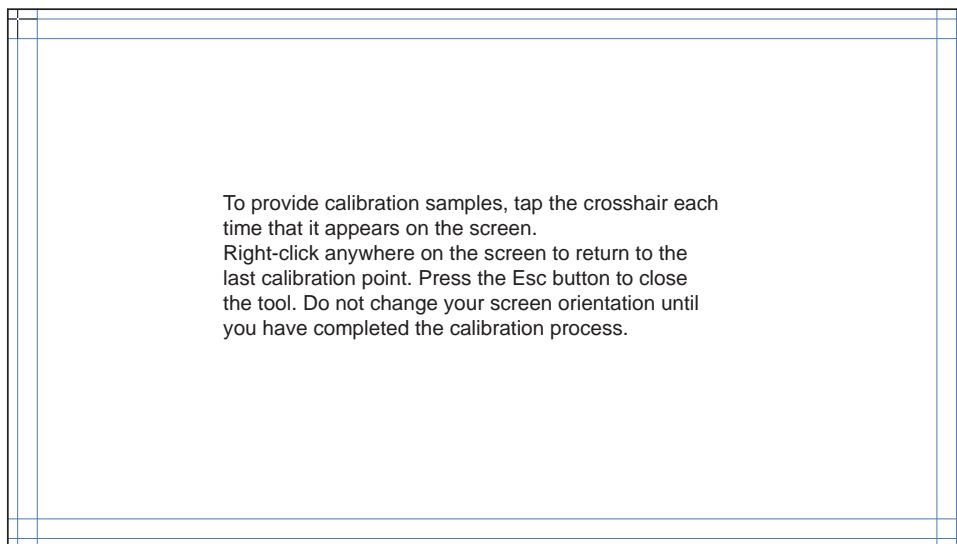 To provide calibration samples, tap the crosshair each
time that it appears on the screen.
Right-click anywhere on the screen to return to the
last calibration point. Press the Esc button to close
the tool. Do not change your screen orientation until
you have completed the calibration process.